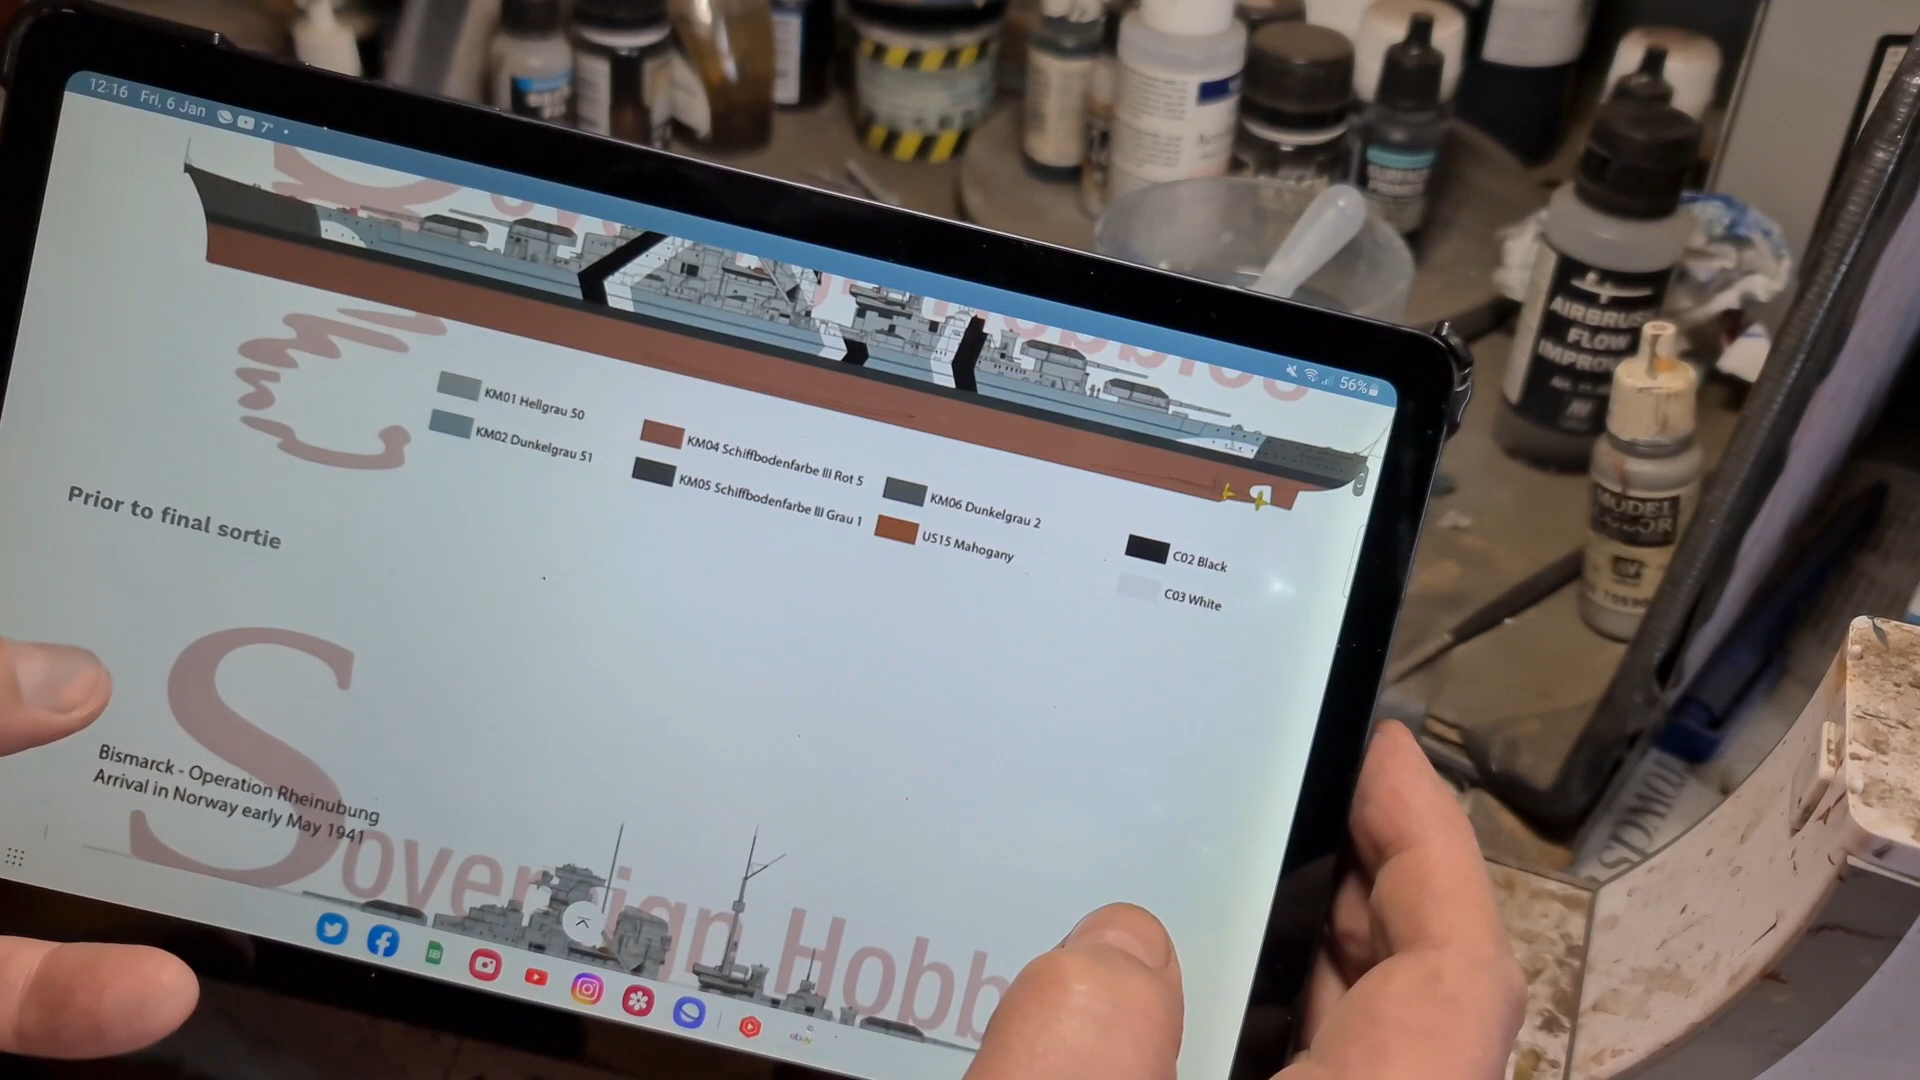 12:16 Fri, 6 Jan
7°
56%
KM01 Hellgrau 50
KM02 Dunkelgrau 51
KM04 Schiffbodenfarbe III Rot 5
KM05 Schiffbodenfarbe III Grau 1
KM06 Dunkelgrau 2
US15 Mahogany
C02 Black
C03 White
Prior to final sortie
Bismarck - Operation Rheinubung
Arrival in Norway early May 1941
Sovereign Hobb
ebay
AIRBRUSH
FLOW
IMPROV
MODEL
COLOR